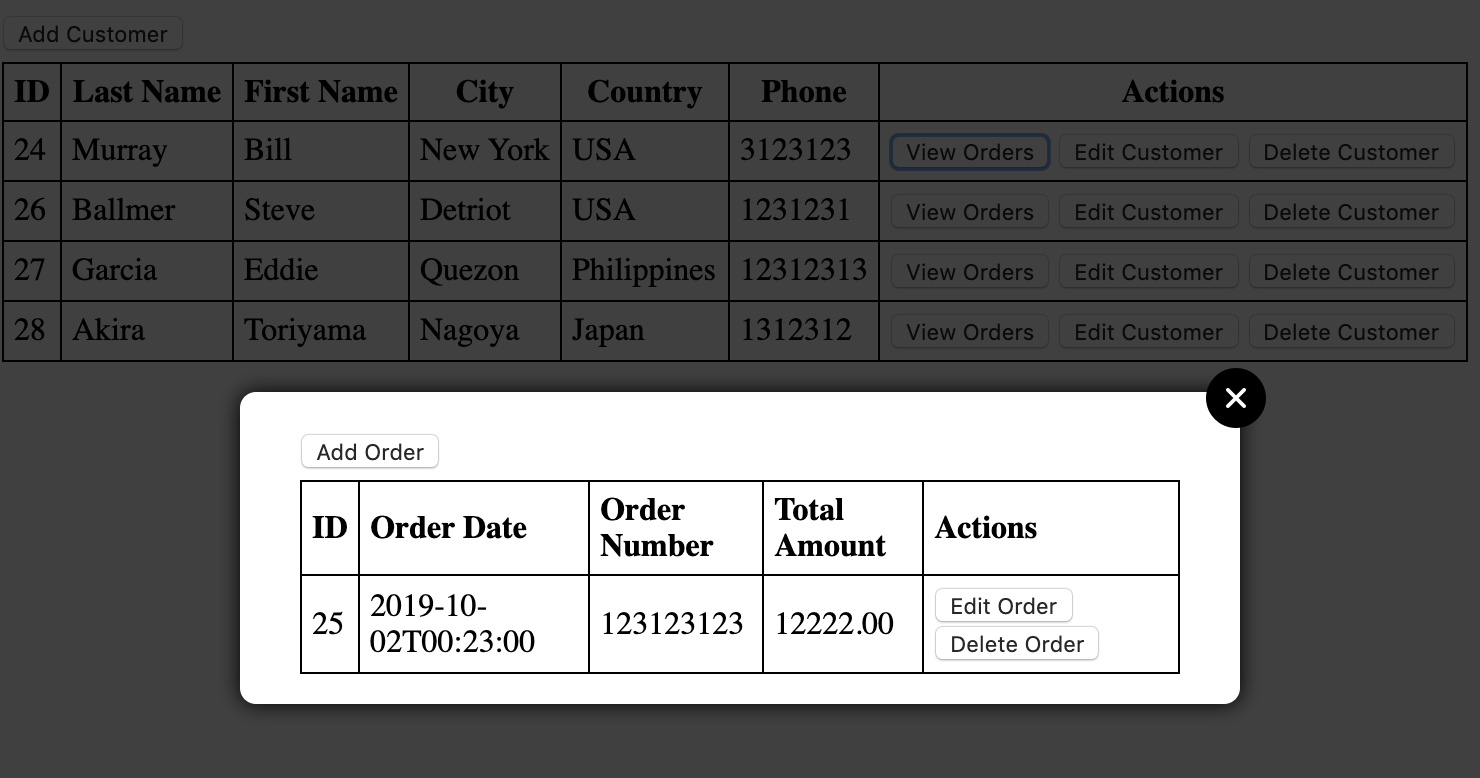 Add Customer
ID Last Name First Name City Country Phone Actions
24 Murray Bill New York USA 3123123 View Orders Edit Customer Delete Customer
26 Ballmer Steve Detriot USA 1231231 View Orders Edit Customer Delete Customer
27 Garcia Eddie Quezon Philippines 12312313 View Orders Edit Customer Delete Customer
28 Akira Toriyama Nagoya Japan 1312312 View Orders Edit Customer Delete Customer
Add Order
ID Order Date Order Number Total Amount Actions
25 2019-10-02T00:23:00 123123123 12222.00 Edit Order Delete Order